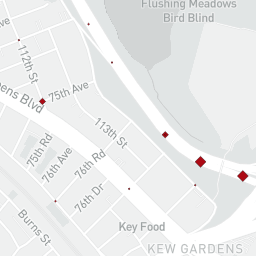 Flushing Meadows
Bird Blind
112th St
75th Ave
ens Blvd
113th St
75th Rd
76th Ave
76th Rd
76th Dr
Burns St
Key Food
KEW GARDENS